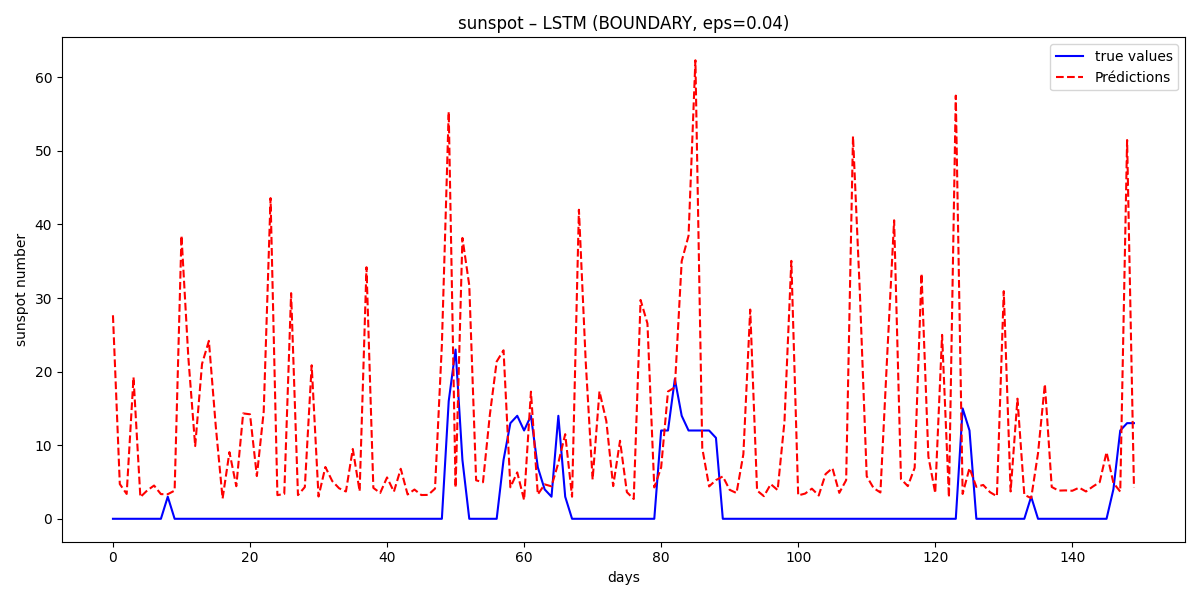 sunspot – LSTM (BOUNDARY, eps=0.04)
true values
Prédictions
sunspot number
60
50
40
30
20
10
0
0 20 40 60 80 100 120 140
days